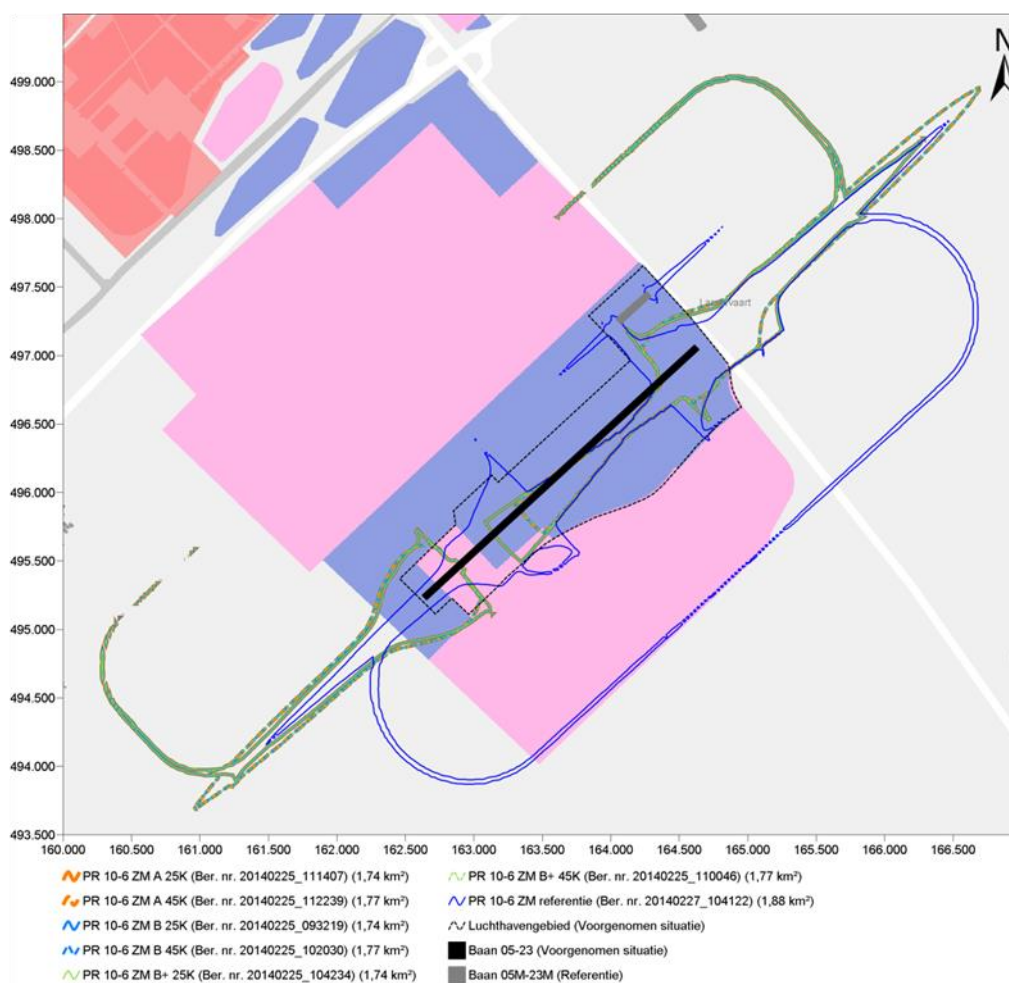 N
499.000
498.500
498.000
497.500
497.000
496.500
496.000
495.500
495.000
494.500
494.000
493.500
160.000 160.500 161.000 161.500 162.000 162.500 163.000 163.500 164.000 164.500 165.000 165.500 166.000 166.500
PR 10-6 ZM A 25K (Ber. nr. 20140225_111407) (1,74 km²)
PR 10-6 ZM A 45K (Ber. nr. 20140225_112239) (1,77 km²)
PR 10-6 ZM B 25K (Ber. nr. 20140225_093219) (1,74 km²)
PR 10-6 ZM B 45K (Ber. nr. 20140225_102030) (1,77 km²)
PR 10-6 ZM B+ 25K (Ber. nr. 20140225_104234) (1,74 km²)
PR 10-6 ZM B+ 45K (Ber. nr. 20140225_110046) (1,77 km²)
PR 10-6 ZM referentie (Ber. nr. 20140227_104122) (1,88 km²)
Luchthavengebied (Voorgenomen situatie)
Baan 05-23 (Voorgenomen situatie)
Baan 05M-23M (Referentie)